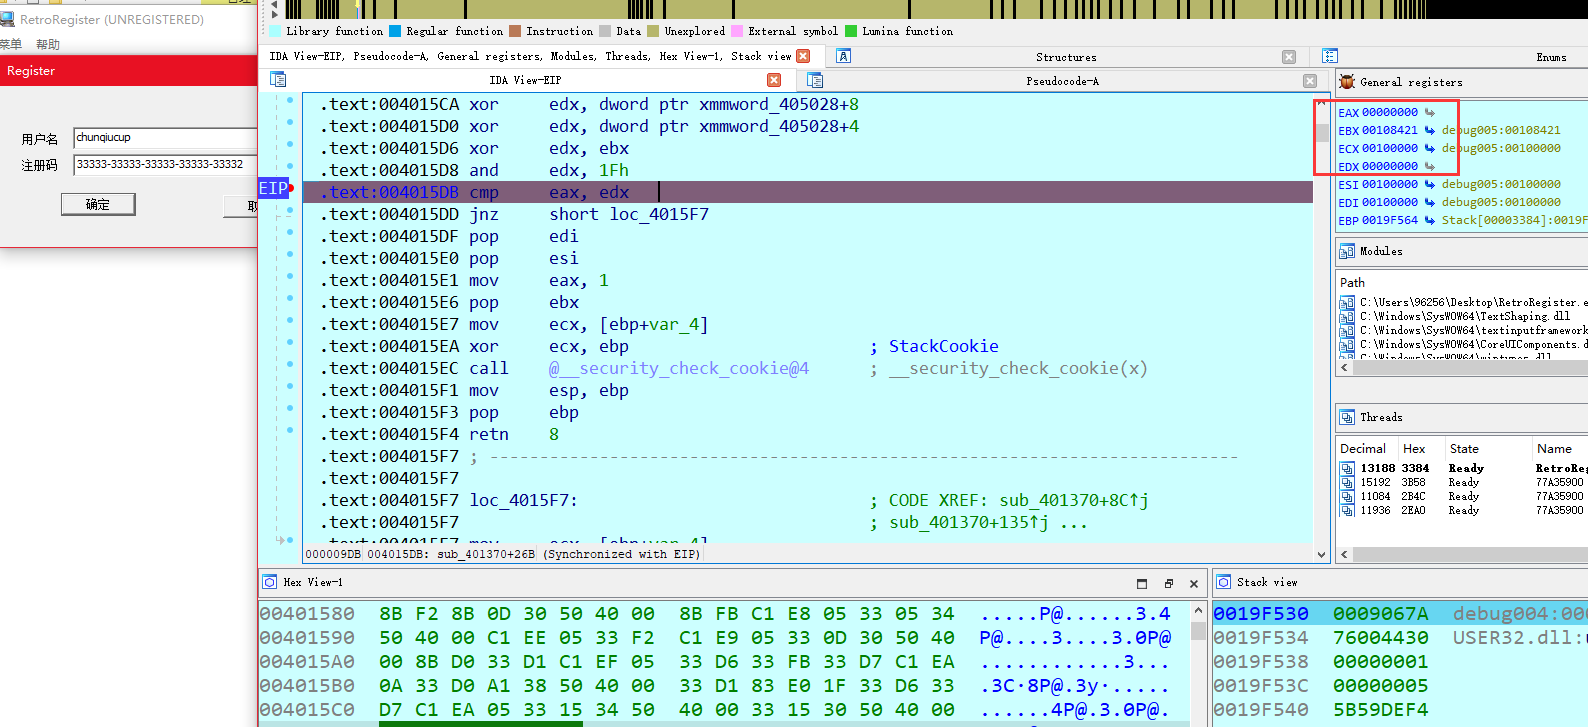 RetroRegister (UNREGISTERED)
菜单 帮助
Register
用户名 chunqiucup
注册码 33333-33333-33333-33333-33332
确定
Library function Regular function Instruction Data Unexplored External symbol Lumina function
IDA View-EIP, Pseudocode-A, General registers, Modules, Threads, Hex View-1, Stack view
Structures
Enums
IDA View-EIP
Pseudocode-A
.text:004015CA xor edx, dword ptr xmmword_405028+8
.text:004015D0 xor edx, dword ptr xmmword_405028+4
.text:004015D6 xor edx, ebx
.text:004015D8 and edx, 1Fh
EIP .text:004015DB cmp eax, edx
.text:004015DD jnz short loc_4015F7
.text:004015DF pop edi
.text:004015E0 pop esi
.text:004015E1 mov eax, 1
.text:004015E6 pop ebx
.text:004015E7 mov ecx, [ebp+var_4]
.text:004015EA xor ecx, ebp ; StackCookie
.text:004015EC call @__security_check_cookie@4 ; __security_check_cookie(x)
.text:004015F1 mov esp, ebp
.text:004015F3 pop ebp
.text:004015F4 retn 8
.text:004015F7 ; ---------------------------------------------------------------------------
.text:004015F7
.text:004015F7 loc_4015F7: ; CODE XREF: sub_401370+8C↑j
.text:004015F7 ; sub_401370+135↑j ...
.text:004015F7 mov ecx, [ebp+var_4]
000009DB 004015DB: sub_401370+26B (Synchronized with EIP)
General registers
EAX 00000000
EBX 00108421 debug005:00108421
ECX 00100000 debug005:00100000
EDX 00000000
ESI 00100000 debug005:00100000
EDI 00100000 debug005:00100000
EBP 0019F564 Stack[00003384]:0019F
Modules
Path
C:\Users\96256\Desktop\RetroRegister.e
C:\Windows\SysWOW64\TextShaping.dll
C:\Windows\SysWOW64\textinputframework
C:\Windows\SysWOW64\CoreUIComponents.d
C:\Windows\SysWOW64\wintypes.dll
Threads
Decimal Hex State Name
13188 3384 Ready RetroReg
15192 3B58 Ready 77A35900
11084 2B4C Ready 77A35900
11936 2EA0 Ready 77A35900
Hex View-1
00401580 8B F2 8B 0D 30 50 40 00 8B FB C1 E8 05 33 05 34 .....P@......3.4
00401590 50 40 00 C1 EE 05 33 F2 C1 E9 05 33 0D 30 50 40 P@....3....3.0P@
004015A0 00 8B D0 33 D1 C1 EF 05 33 D6 33 FB 33 D7 C1 EA ............3...
004015B0 0A 33 D0 A1 38 50 40 00 33 D1 83 E0 1F 33 D6 33 .3C·8P@.3y·.....
004015C0 D7 C1 EA 05 33 15 34 50 40 00 33 15 30 50 40 00 ......4P@.3.0P@.
Stack view
0019F530 0009067A debug004:000
0019F534 76004430 USER32.dll:
0019F538 00000001
0019F53C 00000005
0019F540 5B59DEF4